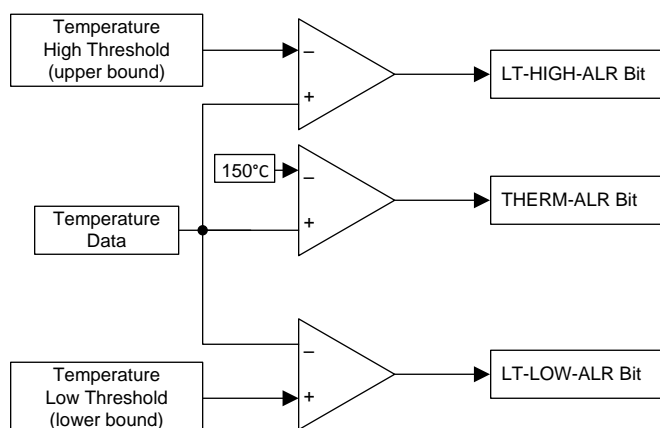 Temperature
High Threshold
(upper bound)
−
+
LT-HIGH-ALR Bit
150°C
−
+
THERM-ALR Bit
Temperature
Data
−
+
LT-LOW-ALR Bit
Temperature
Low Threshold
(lower bound)